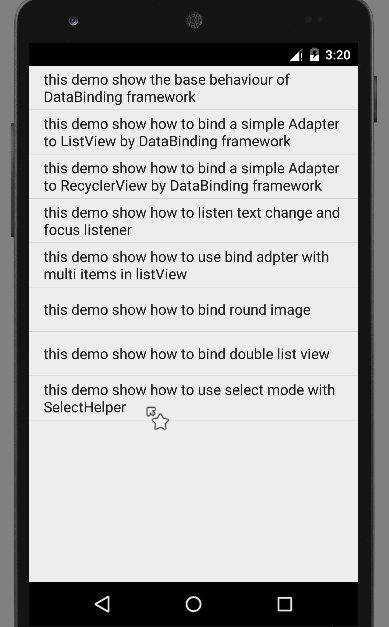 3:20
this demo show the base behaviour of
DataBinding framework
this demo show how to bind a simple Adapter
to ListView by DataBinding framework
this demo show how to bind a simple Adapter
to RecyclerView by DataBinding framework
this demo show how to listen text change and
focus listener
this demo show how to use bind adpter with
multi items in listView
this demo show how to bind round image
this demo show how to bind double list view
this demo show how to use select mode with
SelectHelper